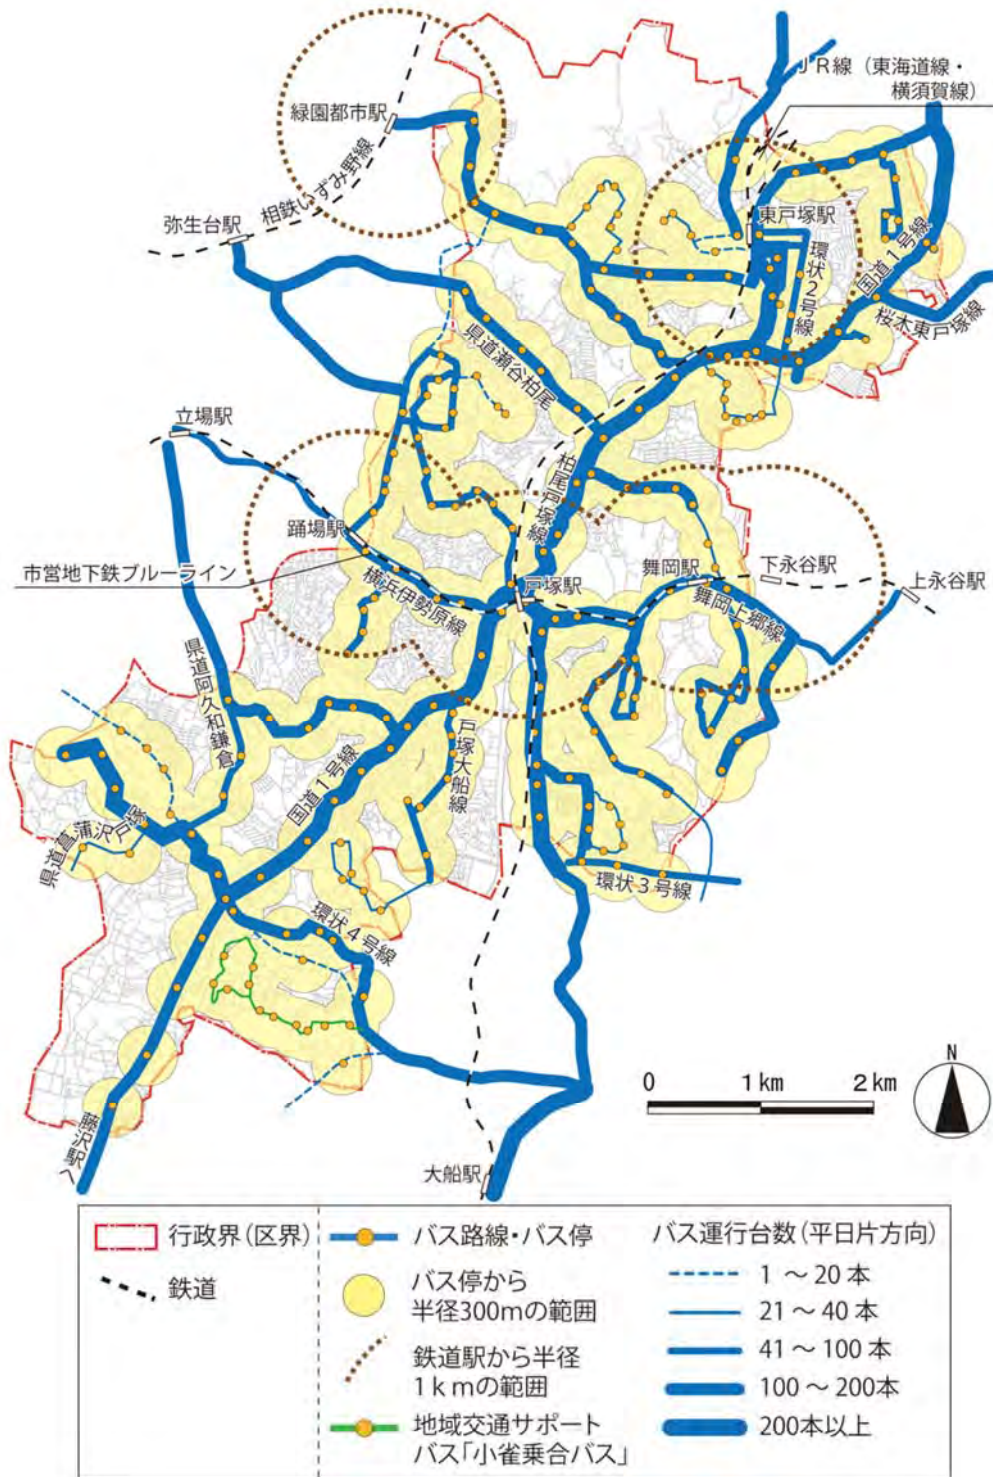 JR線（東海道線・
横須賀線）
緑園都市駅
相鉄いずみ野線
弥生台駅
東戸塚駅
環状2号線
国道1号線
桜木東戸塚線
県道瀬谷柏尾
立場駅
柏尾戸塚線
踊場駅
市営地下鉄ブルーライン
横浜伊勢原線
戸塚駅
舞岡駅
下永谷駅
上永谷駅
舞岡上郷線
県道阿久和鎌倉
戸塚大船線
国道1号線
県道菖蒲沢戸塚
環状3号線
環状4号線
藤沢駅へ
大船駅
0 1km 2km
N
行政界（区界）
鉄道
バス路線・バス停
バス停から
半径300mの範囲
鉄道駅から半径
1kmの範囲
地域交通サポート
バス「小雀乗合バス」
バス運行台数（平日片方向）
1～20本
21～40本
41～100本
100～200本
200本以上